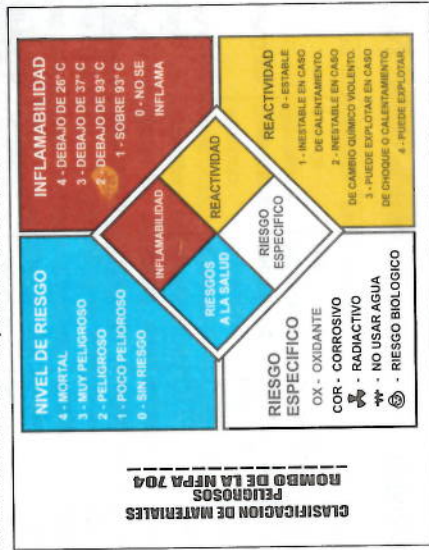 CLASIFICACION DE MATERIALES
PELIGROSOS
ROMBO DE LA NFPA 704
NIVEL DE RIESGO
4 - MORTAL
3 - MUY PELIGROSO
2 - PELIGROSO
1 - POCO PELIGROSO
0 - SIN RIESGO
INFLAMABILIDAD
4 - DEBAJO DE 26° C
3 - DEBAJO DE 37° C
2 - DEBAJO DE 93° C
1 - SOBRE 93° C
0 - NO SE
INFLAMA
INFLAMABILIDAD
RIESGOS
A LA SALUD
REACTIVIDAD
RIESGO
ESPECIFICO
RIESGO
ESPECIFICO
OX - OXIDANTE
COR - CORROSIVO
- RADIACTIVO
- NO USAR AGUA
- RIESGO BIOLOGICO
REACTIVIDAD
0 - ESTABLE
1 - INESTABLE EN CASO
DE CALENTAMIENTO.
2 - INESTABLE EN CASO
DE CAMBIO QUÍMICO VIOLENTO.
3 - PUEDE EXPLOTAR EN CASO
DE CHOQUE O CALENTAMIENTO.
4 - PUEDE EXPLOTAR.